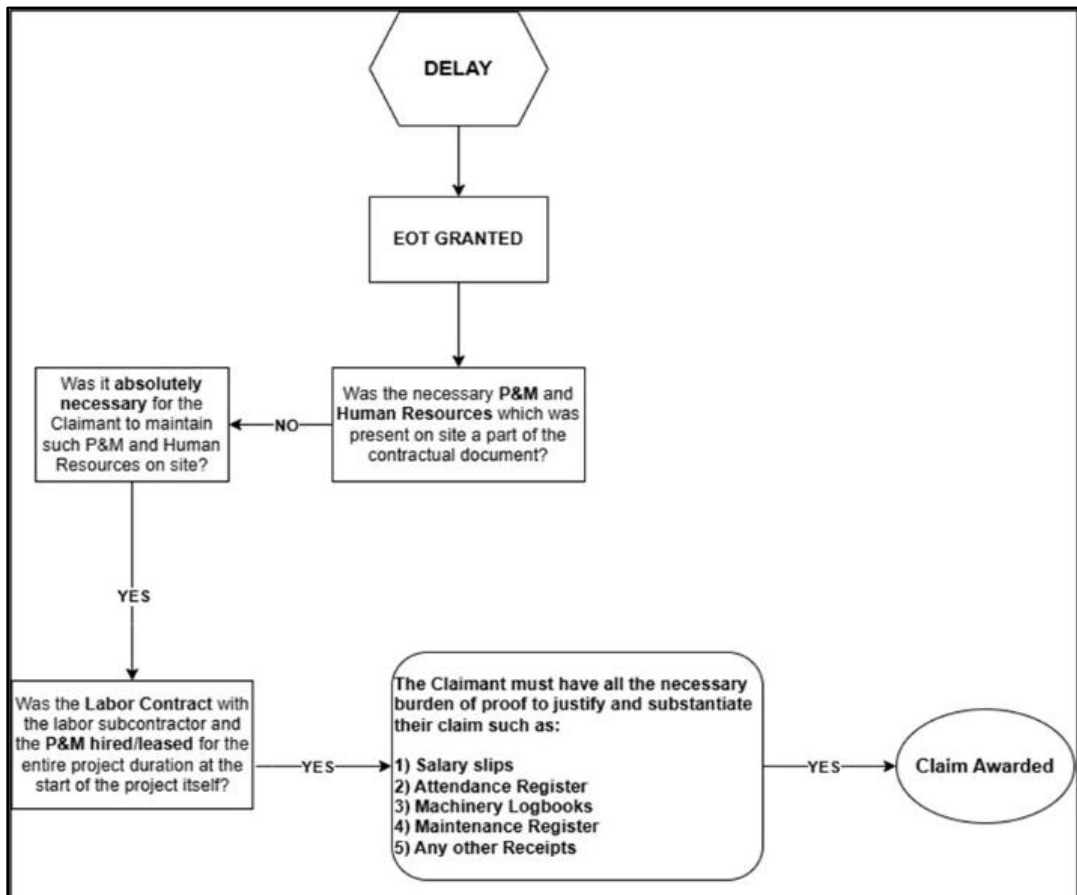 DELAY
EOT GRANTED
Was the necessary P&M and
Human Resources which was
present on site a part of the
contractual document?
NO
Was it absolutely
necessary for the
Claimant to maintain
such P&M and Human
Resources on site?
YES
Was the Labor Contract with
the labor subcontractor and
the P&M hired/leased for the
entire project duration at the
start of the project itself?
YES
The Claimant must have all the necessary
burden of proof to justify and substantiate
their claim such as:
1) Salary slips
2) Attendance Register
3) Machinery Logbooks
4) Maintenance Register
5) Any other Receipts
YES
Claim Awarded